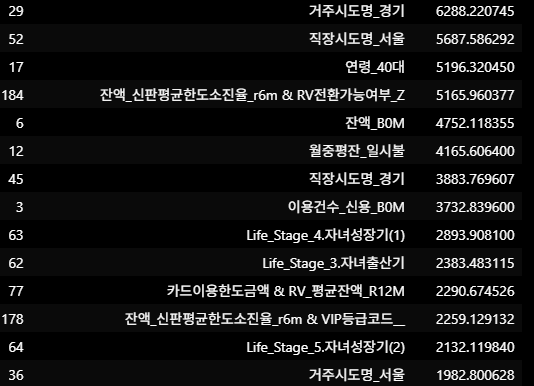 29 거주시도명_경기 6288.220745
52 직장시도명_서울 5687.586292
17 연령_40대 5196.320450
184 잔액_신판평균한도소진율_r6m & RV전환가능여부_Z 5165.960377
6 잔액_B0M 4752.118355
12 월중평잔_일시불 4165.606400
45 직장시도명_경기 3883.769607
3 이용건수_신용_B0M 3732.839600
63 Life_Stage_4.자녀성장기(1) 2893.908100
62 Life_Stage_3.자녀출산기 2383.483115
77 카드이용한도금액 & RV_평균잔액_R12M 2290.674526
178 잔액_신판평균한도소진율_r6m & VIP등급코드__ 2259.129132
64 Life_Stage_5.자녀성장기(2) 2132.119840
36 거주시도명_서울 1982.800628